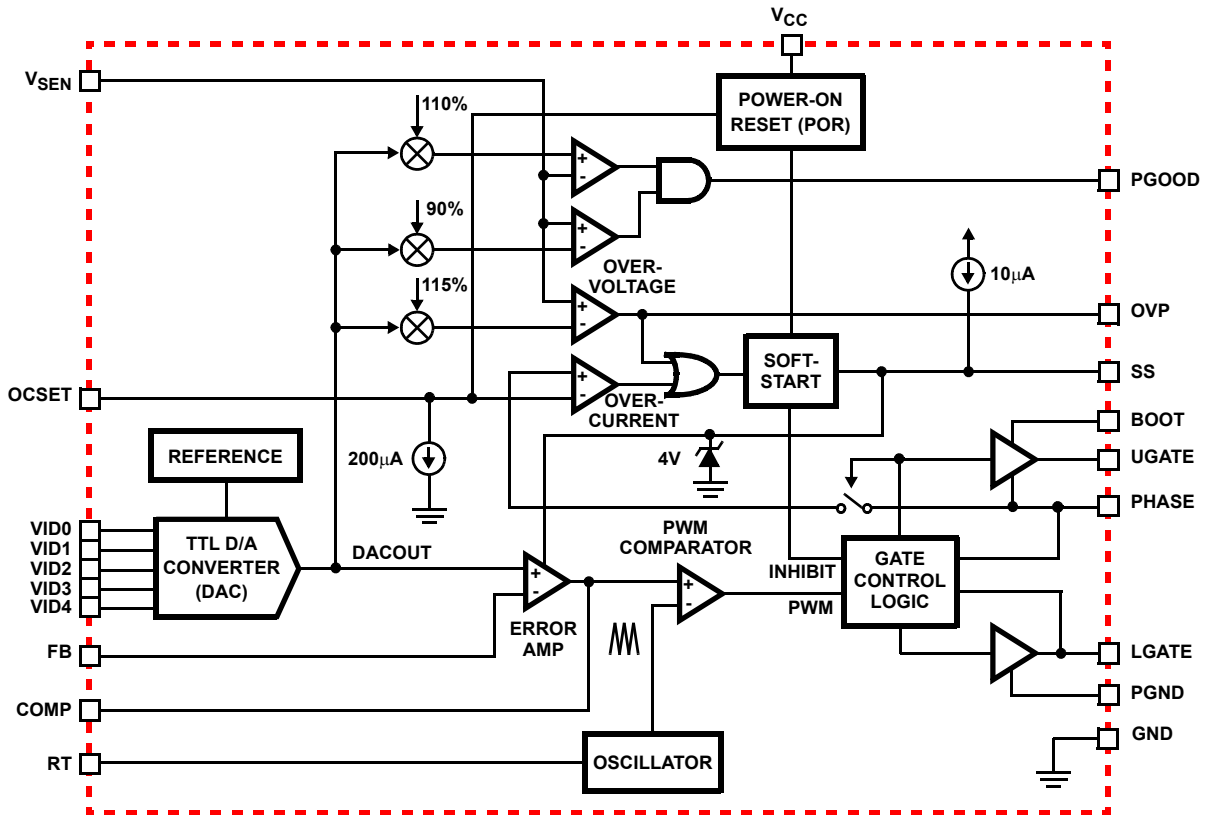 VCC
VSEN
110%
POWER-ON
RESET (POR)
+
-
PGOOD
90%
+
-
OVER-
VOLTAGE
10µA
115%
+
-
OVP
SOFT-
START
SS
OCSET
+
-
OVER-
CURRENT
BOOT
REFERENCE
200µA
4V
UGATE
PHASE
VID0
VID1
VID2
VID3
VID4
TTL D/A
CONVERTER
(DAC)
DACOUT
PWM
COMPARATOR
+
-
+
-
INHIBIT
PWM
GATE
CONTROL
LOGIC
ERROR
AMP
FB
LGATE
COMP
PGND
RT
OSCILLATOR
GND